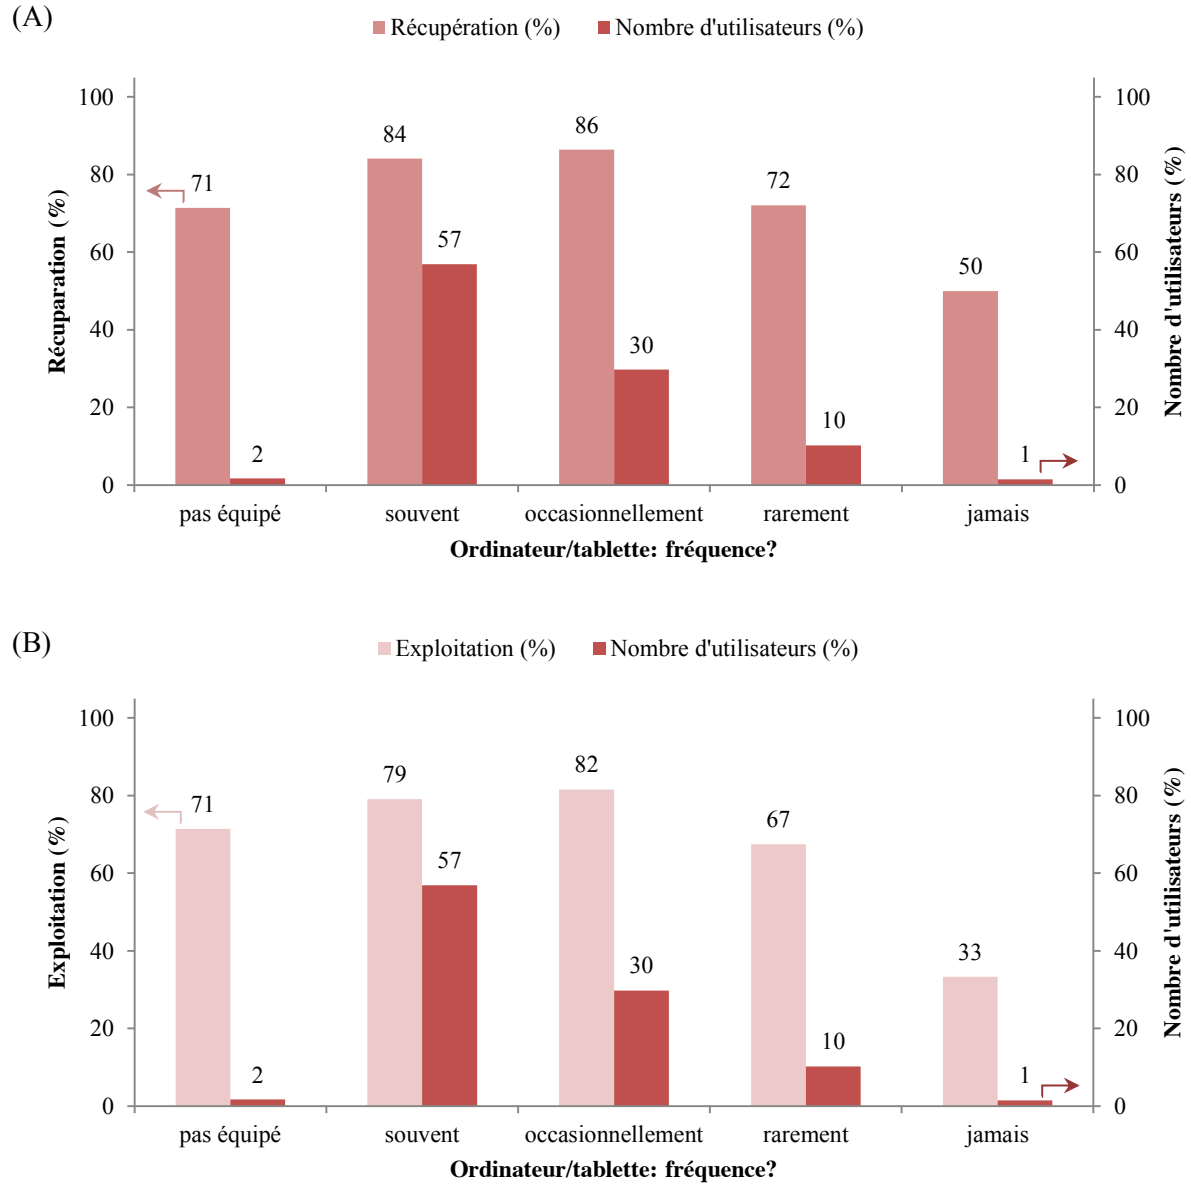 (A)
Récupération (%) Nombre d'utilisateurs (%)
100 100
86
84
80 80
71 72
60 57 60
50
40 40
30
20 20
10
2 1
0 0
Récuparation (%)
Nombre d'utilisateurs (%)
pas équipé souvent occasionnellement rarement jamais
Ordinateur/tablette: fréquence?
(B)
Exploitation (%) Nombre d'utilisateurs (%)
100 100
82
79
80 80
71 67
60 57 60
40 40
33
30
20 20
10
2 1
0 0
Exploitation (%)
Nombre d'utilisateurs (%)
pas équipé souvent occasionnellement rarement jamais
Ordinateur/tablette: fréquence?